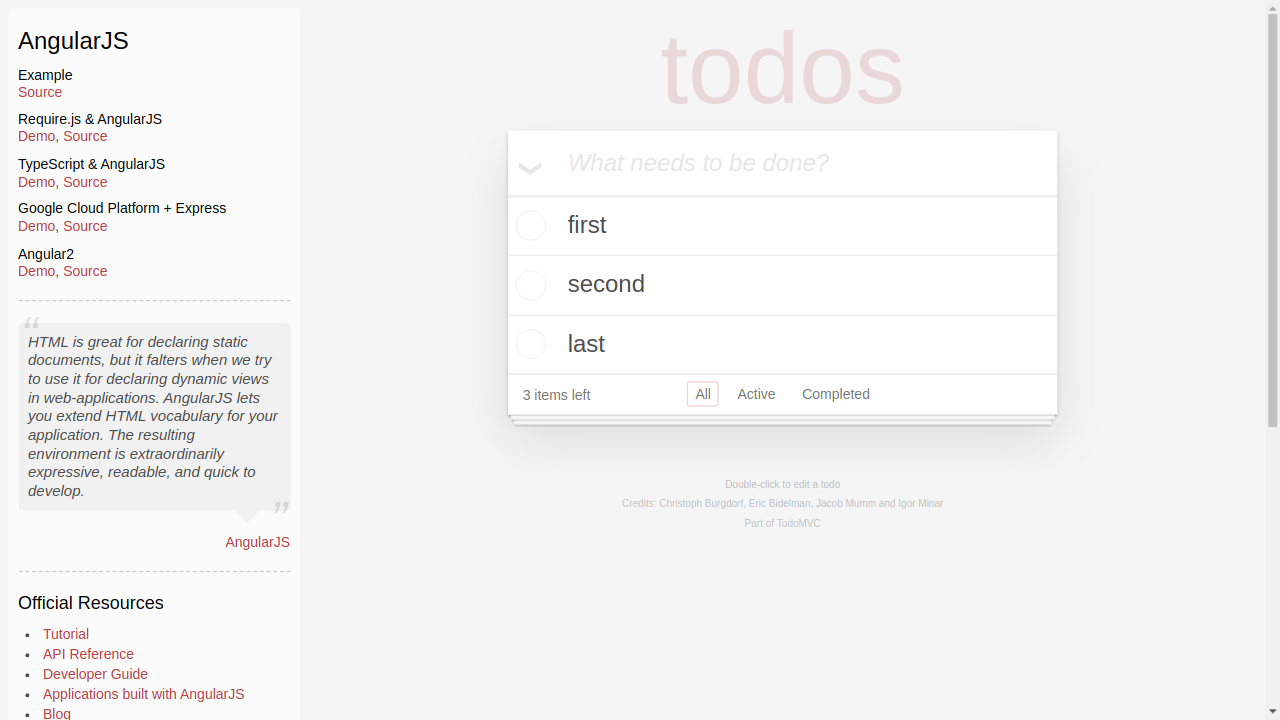 AngularJS
Example
Source
Require.js & AngularJS
Demo, Source
TypeScript & AngularJS
Demo, Source
Google Cloud Platform + Express
Demo, Source
Angular2
Demo, Source
“
HTML is great for declaring static
documents, but it falters when we try
to use it for declaring dynamic views
in web-applications. AngularJS lets
you extend HTML vocabulary for your
application. The resulting
environment is extraordinarily
expressive, readable, and quick to
develop.
”
AngularJS
Official Resources
• Tutorial
• API Reference
• Developer Guide
• Applications built with AngularJS
• Blog
todos
What needs to be done?
first
second
last
3 items left All Active Completed
Double-click to edit a todo
Credits: Christoph Burgdorf, Eric Bidelman, Jacob Mumm and Igor Minar
Part of TodoMVC